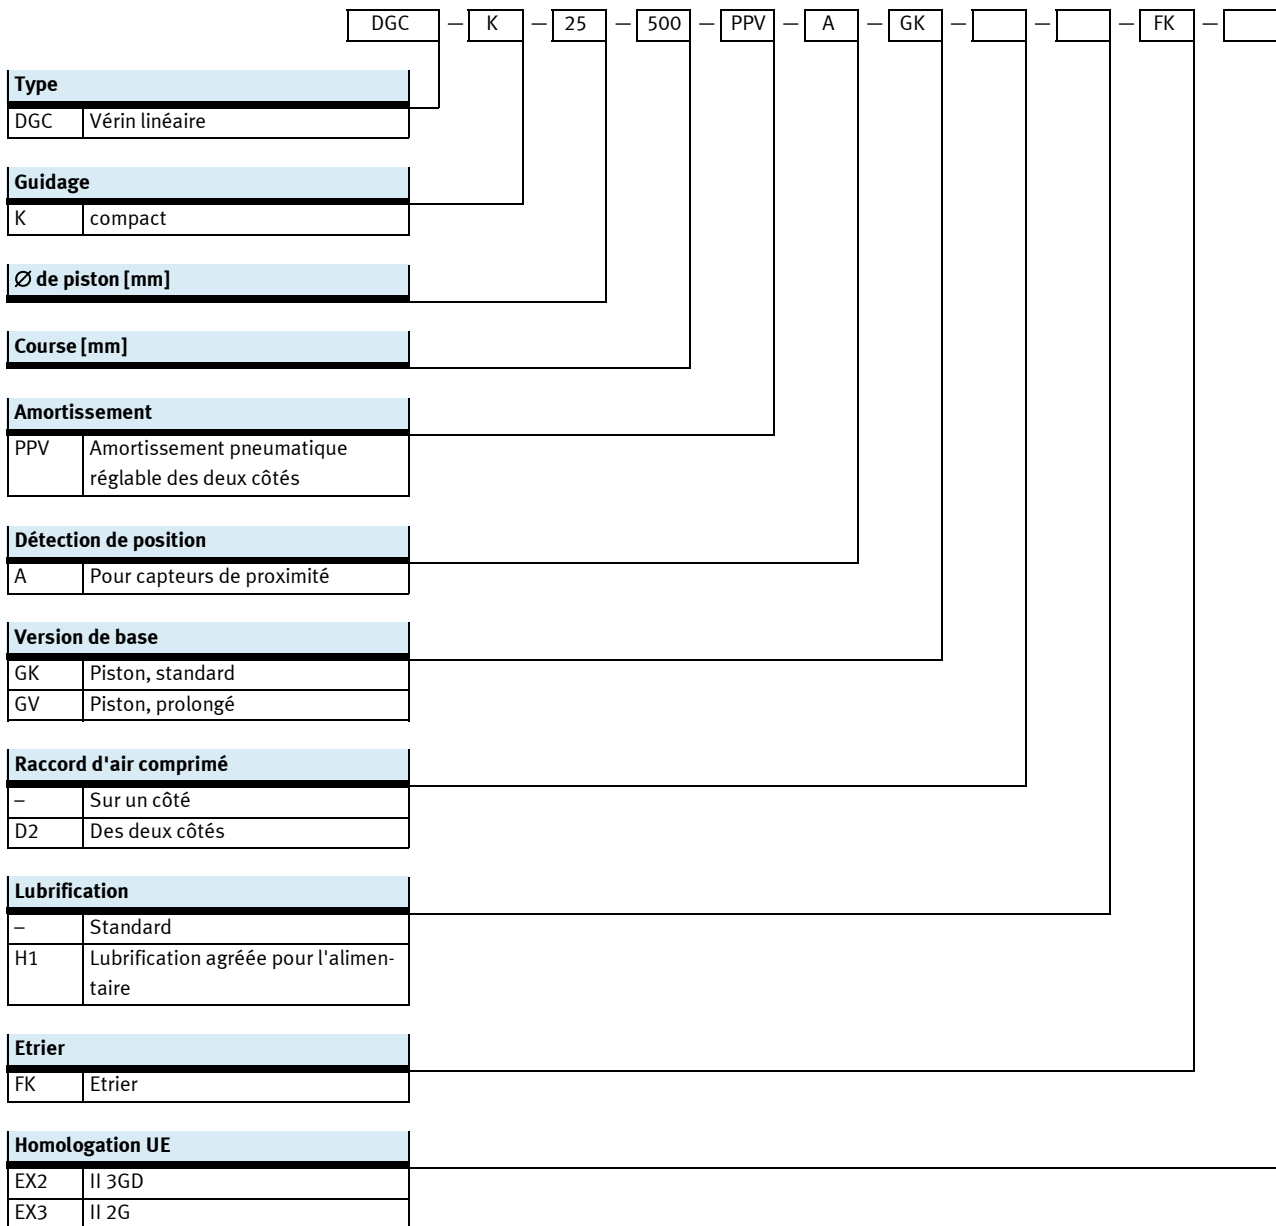 DGC — K — 25 — 500 — PPV — A — GK — — — FK —
Type
DGC Vérin linéaire
Guidage
K compact
Ø de piston [mm]
Course [mm]
Amortissement
PPV Amortissement pneumatique
réglable des deux côtés
Détection de position
A Pour capteurs de proximité
Version de base
GK Piston, standard
GV Piston, prolongé
Raccord d'air comprimé
– Sur un côté
D2 Des deux côtés
Lubrification
– Standard
H1 Lubrification agréée pour l'alimen-
taire
Etrier
FK Etrier
Homologation UE
EX2 II 3GD
EX3 II 2G